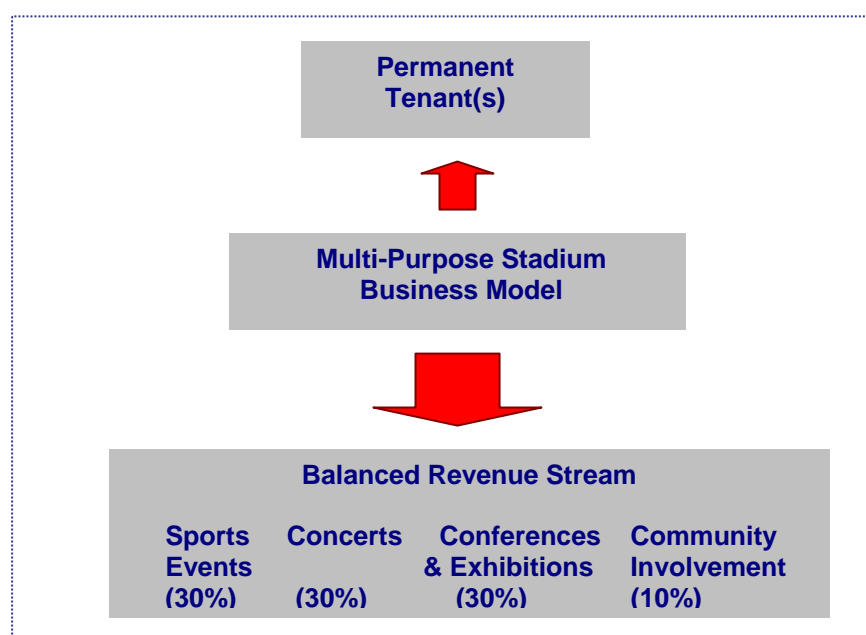 Permanent
Tenant(s)
Multi-Purpose Stadium
Business Model
Balanced Revenue Stream
Sports Concerts Conferences Community
Events & Exhibitions Involvement
(30%) (30%) (30%) (10%)